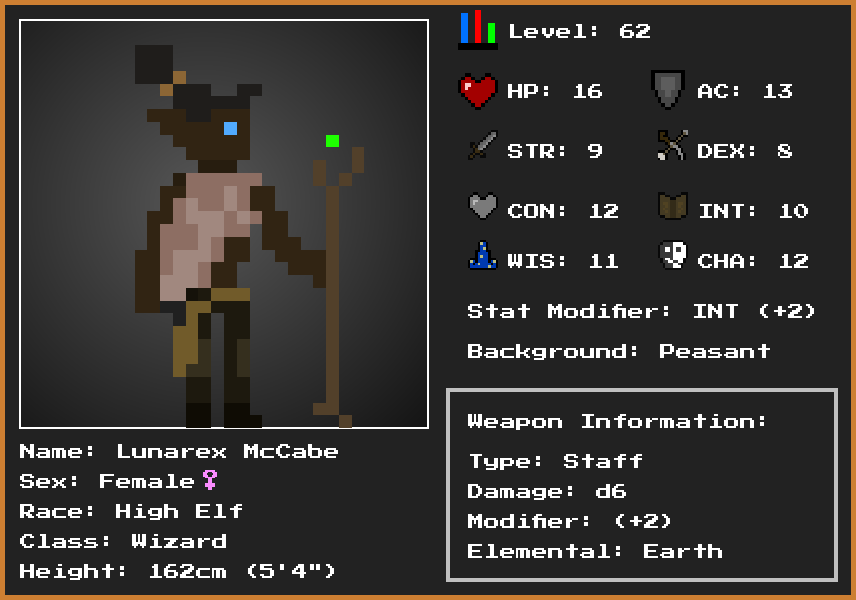 Level: 62
HP: 16 AC: 13
STR: 9 DEX: 8
CON: 12 INT: 10
WIS: 11 CHA: 12
Stat Modifier: INT (+2)
Background: Peasant
Weapon Information:
Type: Staff
Damage: d6
Modifier: (+2)
Elemental: Earth
Name: Lunarex McCabe
Sex: Female♀
Race: High Elf
Class: Wizard
Height: 162cm (5'4")